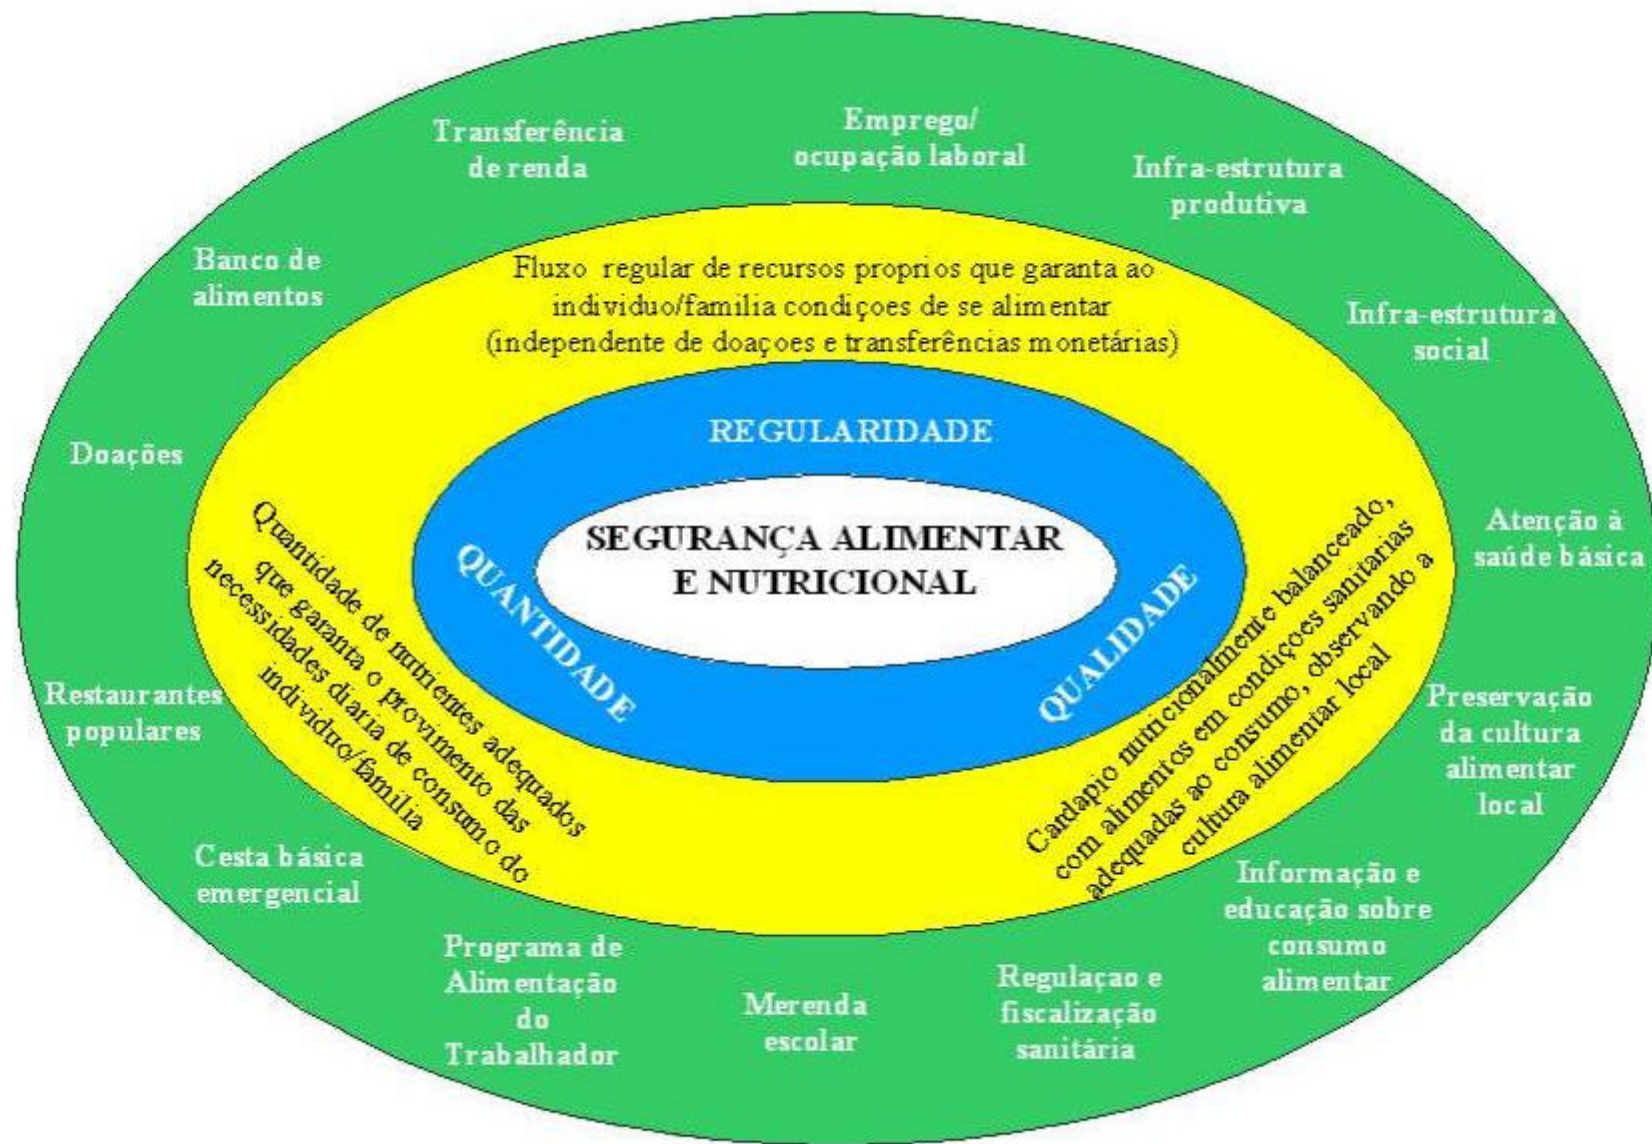 Transferência
de renda
Emprego/
ocupação laboral
Infra-estrutura
produtiva
Banco de
alimentos
Infra-estrutura
social
Fluxo regular de recursos proprios que garanta ao
individuo/familia condiçoes de se alimentar
(independente de doaçoes e transferências monetárias)
REGULARIDADE
Doações
SEGURANÇA ALIMENTAR
E NUTRICIONAL
QUANTIDADE
QUALIDADE
Quantidade de nutrientes adequados
que garanta o provimento das
necessidades diaria de consumo do
individuo/família
Cardapio nutricionalmente balanceado,
com alimentos em condiçoes sanitarias
adequadas ao consumo, observando a
cultura alimentar local
Atenção à
saúde básica
Restaurantes
populares
Preservação
da cultura
alimentar
local
Cesta básica
emergencial
Informação e
educação sobre
consumo
alimentar
Programa de
Alimentação
do
Trabalhador
Merenda
escolar
Regulaçao e
fiscalização
sanitária